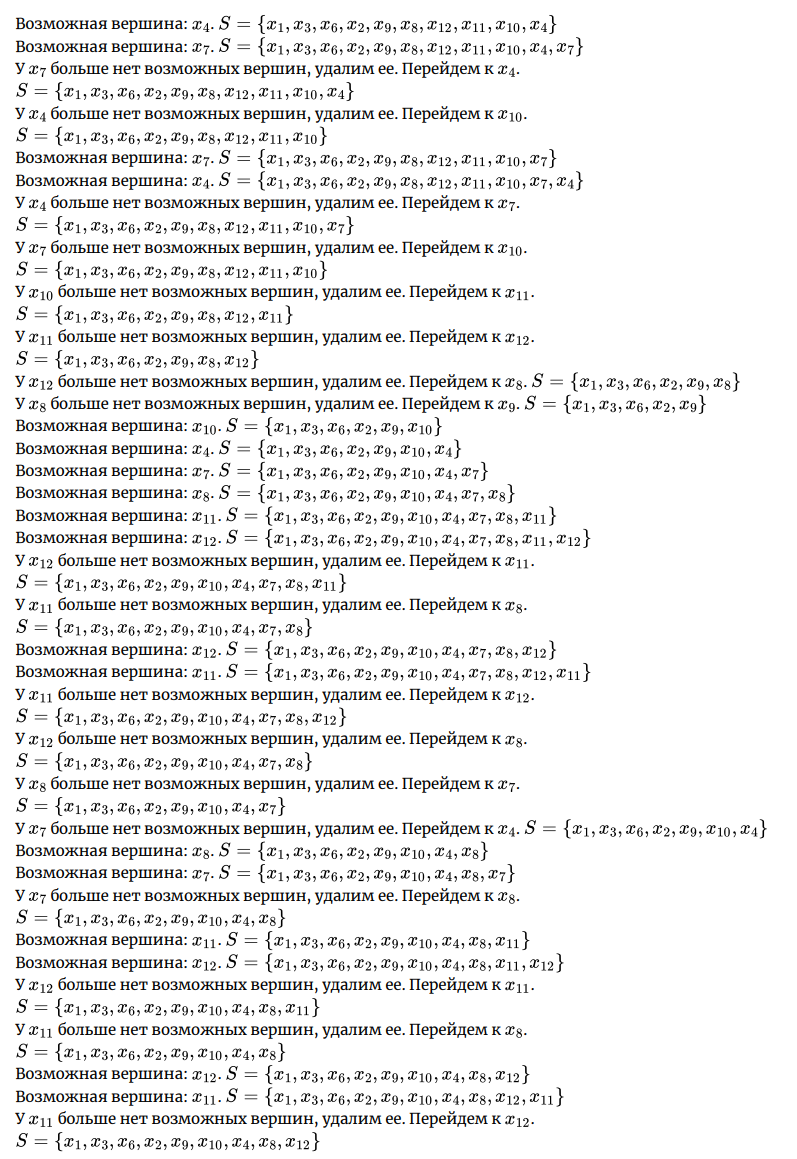 Возможная вершина: x₄. S = {x₁, x₃, x₆, x₂, x₉, x₈, x₁₂, x₁₁, x₁₀, x₄}
Возможная вершина: x₇. S = {x₁, x₃, x₆, x₂, x₉, x₈, x₁₂, x₁₁, x₁₀, x₄, x₇}
У x₇ больше нет возможных вершин, удалим ее. Перейдем к x₄.
S = {x₁, x₃, x₆, x₂, x₉, x₈, x₁₂, x₁₁, x₁₀, x₄}
У x₄ больше нет возможных вершин, удалим ее. Перейдем к x₁₀.
S = {x₁, x₃, x₆, x₂, x₉, x₈, x₁₂, x₁₁, x₁₀}
Возможная вершина: x₇. S = {x₁, x₃, x₆, x₂, x₉, x₈, x₁₂, x₁₁, x₁₀, x₇}
Возможная вершина: x₄. S = {x₁, x₃, x₆, x₂, x₉, x₈, x₁₂, x₁₁, x₁₀, x₇, x₄}
У x₄ больше нет возможных вершин, удалим ее. Перейдем к x₇.
S = {x₁, x₃, x₆, x₂, x₉, x₈, x₁₂, x₁₁, x₁₀, x₇}
У x₇ больше нет возможных вершин, удалим ее. Перейдем к x₁₀.
S = {x₁, x₃, x₆, x₂, x₉, x₈, x₁₂, x₁₁, x₁₀}
У x₁₀ больше нет возможных вершин, удалим ее. Перейдем к x₁₁.
S = {x₁, x₃, x₆, x₂, x₉, x₈, x₁₂, x₁₁}
У x₁₁ больше нет возможных вершин, удалим ее. Перейдем к x₁₂.
S = {x₁, x₃, x₆, x₂, x₉, x₈, x₁₂}
У x₁₂ больше нет возможных вершин, удалим ее. Перейдем к x₈. S = {x₁, x₃, x₆, x₂, x₉, x₈}
У x₈ больше нет возможных вершин, удалим ее. Перейдем к x₉. S = {x₁, x₃, x₆, x₂, x₉}
Возможная вершина: x₁₀. S = {x₁, x₃, x₆, x₂, x₉, x₁₀}
Возможная вершина: x₄. S = {x₁, x₃, x₆, x₂, x₉, x₁₀, x₄}
Возможная вершина: x₇. S = {x₁, x₃, x₆, x₂, x₉, x₁₀, x₄, x₇}
Возможная вершина: x₈. S = {x₁, x₃, x₆, x₂, x₉, x₁₀, x₄, x₇, x₈}
Возможная вершина: x₁₁. S = {x₁, x₃, x₆, x₂, x₉, x₁₀, x₄, x₇, x₈, x₁₁}
Возможная вершина: x₁₂. S = {x₁, x₃, x₆, x₂, x₉, x₁₀, x₄, x₇, x₈, x₁₁, x₁₂}
У x₁₂ больше нет возможных вершин, удалим ее. Перейдем к x₁₁.
S = {x₁, x₃, x₆, x₂, x₉, x₁₀, x₄, x₇, x₈, x₁₁}
У x₁₁ больше нет возможных вершин, удалим ее. Перейдем к x₈.
S = {x₁, x₃, x₆, x₂, x₉, x₁₀, x₄, x₇, x₈}
Возможная вершина: x₁₂. S = {x₁, x₃, x₆, x₂, x₉, x₁₀, x₄, x₇, x₈, x₁₂}
Возможная вершина: x₁₁. S = {x₁, x₃, x₆, x₂, x₉, x₁₀, x₄, x₇, x₈, x₁₂, x₁₁}
У x₁₁ больше нет возможных вершин, удалим ее. Перейдем к x₁₂.
S = {x₁, x₃, x₆, x₂, x₉, x₁₀, x₄, x₇, x₈, x₁₂}
У x₁₂ больше нет возможных вершин, удалим ее. Перейдем к x₈.
S = {x₁, x₃, x₆, x₂, x₉, x₁₀, x₄, x₇, x₈}
У x₈ больше нет возможных вершин, удалим ее. Перейдем к x₇.
S = {x₁, x₃, x₆, x₂, x₉, x₁₀, x₄, x₇}
У x₇ больше нет возможных вершин, удалим ее. Перейдем к x₄. S = {x₁, x₃, x₆, x₂, x₉, x₁₀, x₄}
Возможная вершина: x₈. S = {x₁, x₃, x₆, x₂, x₉, x₁₀, x₄, x₈}
Возможная вершина: x₇. S = {x₁, x₃, x₆, x₂, x₉, x₁₀, x₄, x₈, x₇}
У x₇ больше нет возможных вершин, удалим ее. Перейдем к x₈.
S = {x₁, x₃, x₆, x₂, x₉, x₁₀, x₄, x₈}
Возможная вершина: x₁₁. S = {x₁, x₃, x₆, x₂, x₉, x₁₀, x₄, x₈, x₁₁}
Возможная вершина: x₁₂. S = {x₁, x₃, x₆, x₂, x₉, x₁₀, x₄, x₈, x₁₁, x₁₂}
У x₁₂ больше нет возможных вершин, удалим ее. Перейдем к x₁₁.
S = {x₁, x₃, x₆, x₂, x₉, x₁₀, x₄, x₈, x₁₁}
У x₁₁ больше нет возможных вершин, удалим ее. Перейдем к x₈.
S = {x₁, x₃, x₆, x₂, x₉, x₁₀, x₄, x₈}
Возможная вершина: x₁₂. S = {x₁, x₃, x₆, x₂, x₉, x₁₀, x₄, x₈, x₁₂}
Возможная вершина: x₁₁. S = {x₁, x₃, x₆, x₂, x₉, x₁₀, x₄, x₈, x₁₂, x₁₁}
У x₁₁ больше нет возможных вершин, удалим ее. Перейдем к x₁₂.
S = {x₁, x₃, x₆, x₂, x₉, x₁₀, x₄, x₈, x₁₂}